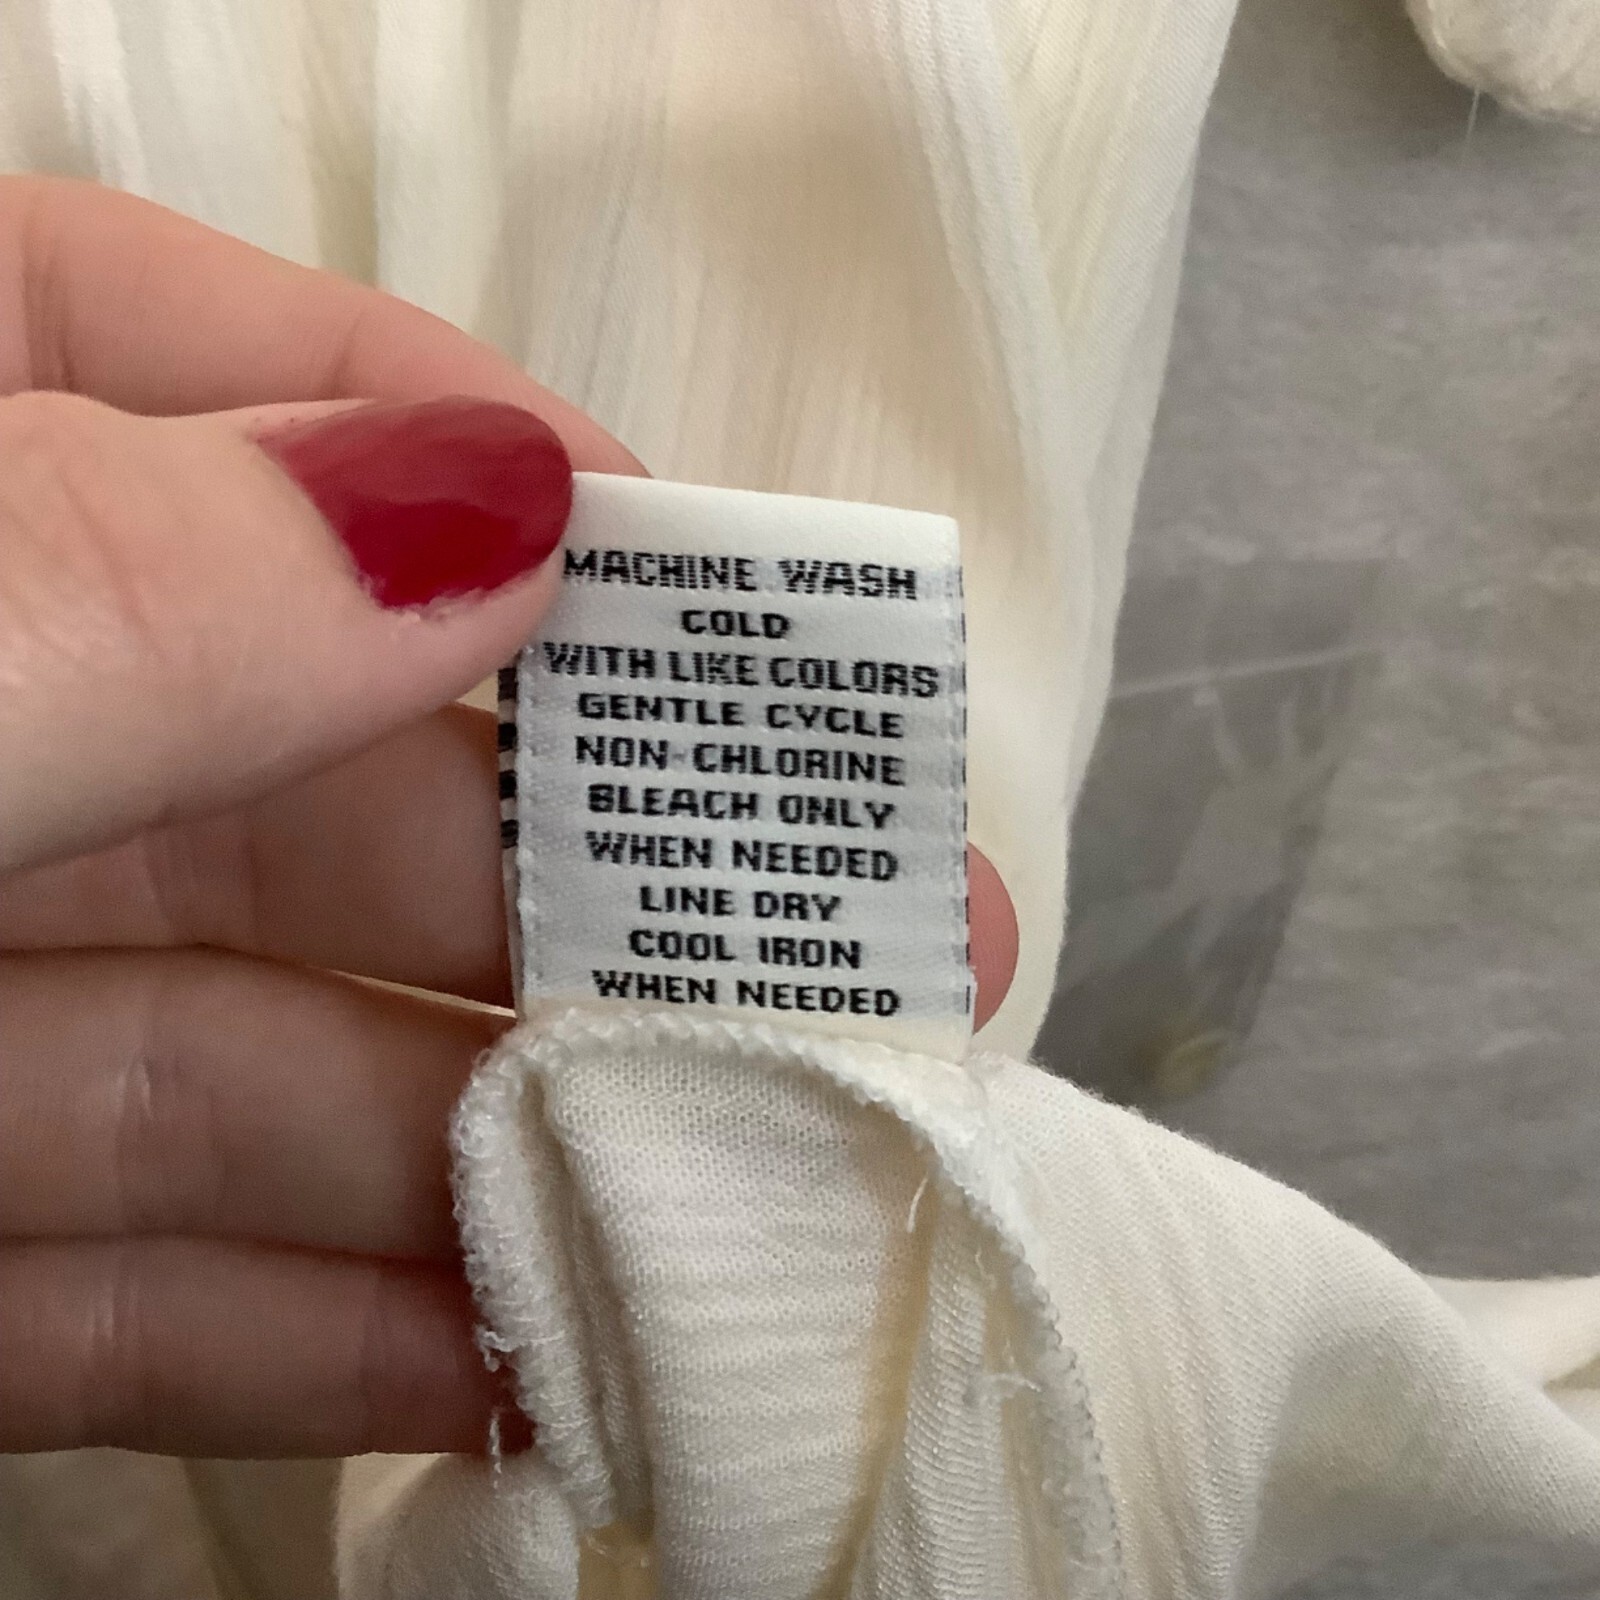 MACHINE WASH
COLD
WITH LIKE COLORS
GENTLE CYCLE
NON-CHLORINE
BLEACH ONLY
WHEN NEEDED
LINE DRY
COOL IRON
WHEN NEEDED